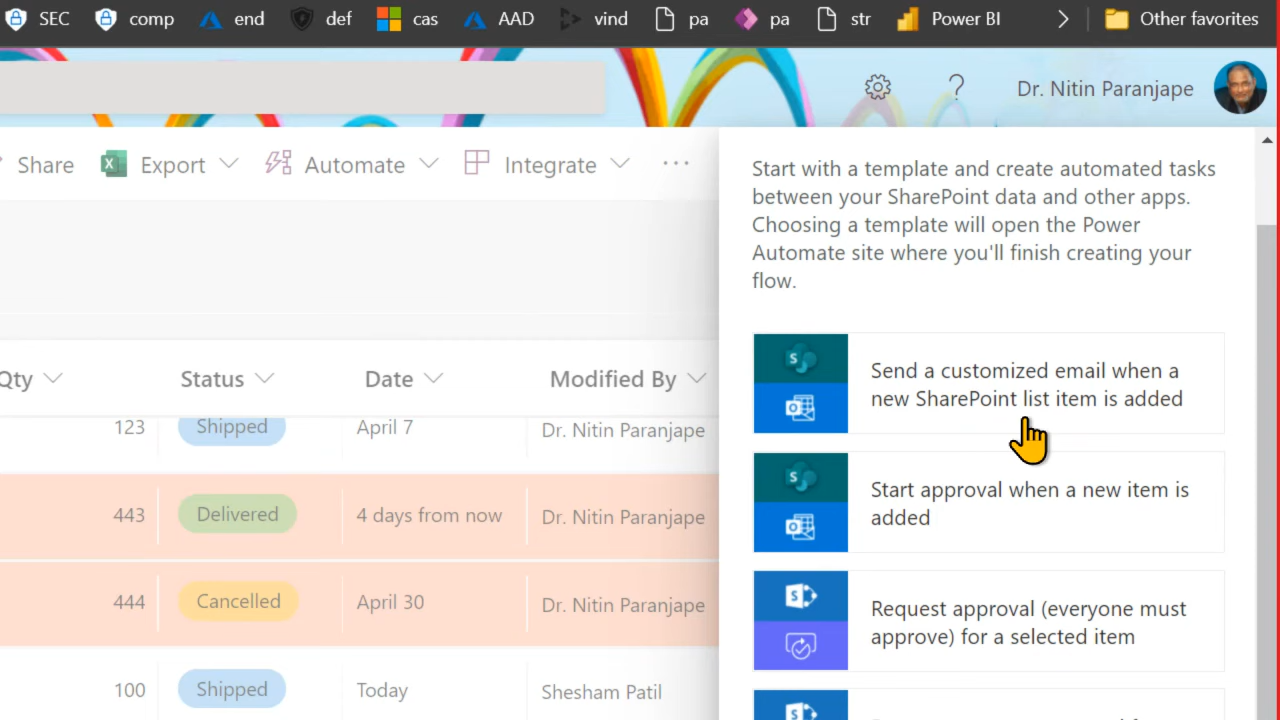 SEC comp end def cas AAD vind pa pa str Power BI Other favorites
Dr. Nitin Paranjape
Share Export Automate Integrate ...
Start with a template and create automated tasks
between your SharePoint data and other apps.
Choosing a template will open the Power
Automate site where you'll finish creating your
flow.
Qty Status Date Modified By
123 Shipped April 7 Dr. Nitin Paranjape
443 Delivered 4 days from now Dr. Nitin Paranjape
444 Cancelled April 30 Dr. Nitin Paranjape
100 Shipped Today Shesham Patil
Send a customized email when a
new SharePoint list item is added
Start approval when a new item is
added
Request approval (everyone must
approve) for a selected item